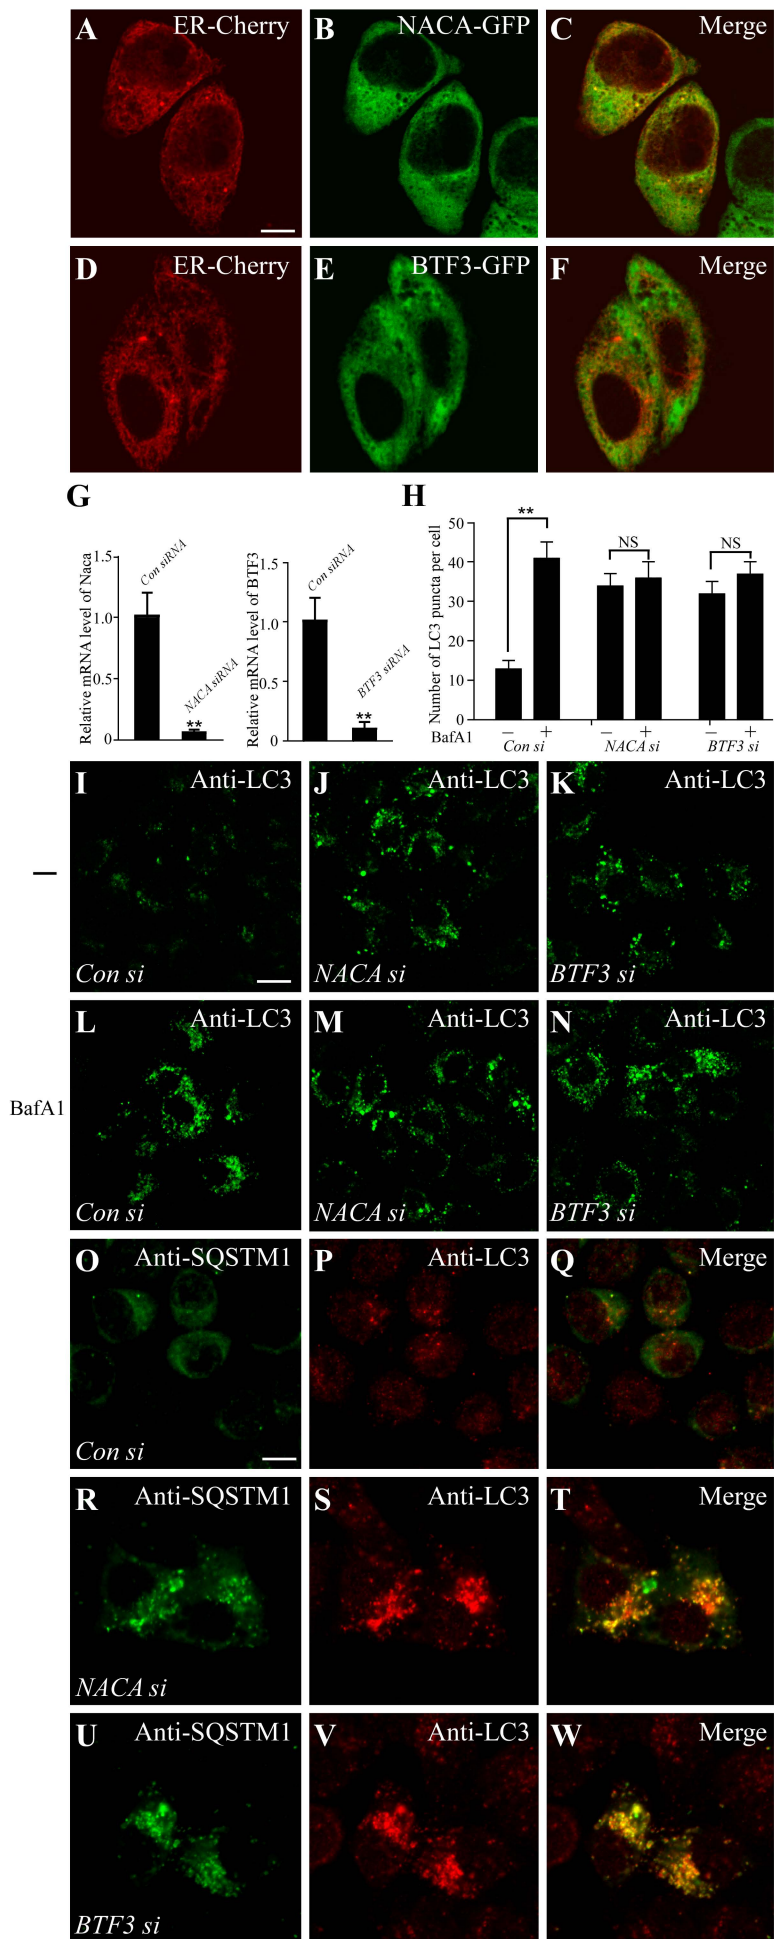 A ER-Cherry
B NACA-GFP
C Merge
D ER-Cherry
E BTF3-GFP
F Merge
G
Relative mRNA level of Naca
1.5
1.0
0.5
0
Con siRNA
NACA siRNA
**
Relative mRNA level of BTF3
1.5
1.0
0.5
0
Con siRNA
BTF3 siRNA
**
H
Number of LC3 puncta per cell
50
40
30
20
10
0
**
NS
NS
BafA1 – + – + – +
Con si NACA si BTF3 si
–
I Anti-LC3
Con si
J Anti-LC3
NACA si
K Anti-LC3
BTF3 si
BafA1
L Anti-LC3
Con si
M Anti-LC3
NACA si
N Anti-LC3
BTF3 si
O Anti-SQSTM1
Con si
P Anti-LC3
Q Merge
R Anti-SQSTM1
NACA si
S Anti-LC3
T Merge
U Anti-SQSTM1
BTF3 si
V Anti-LC3
W Merge